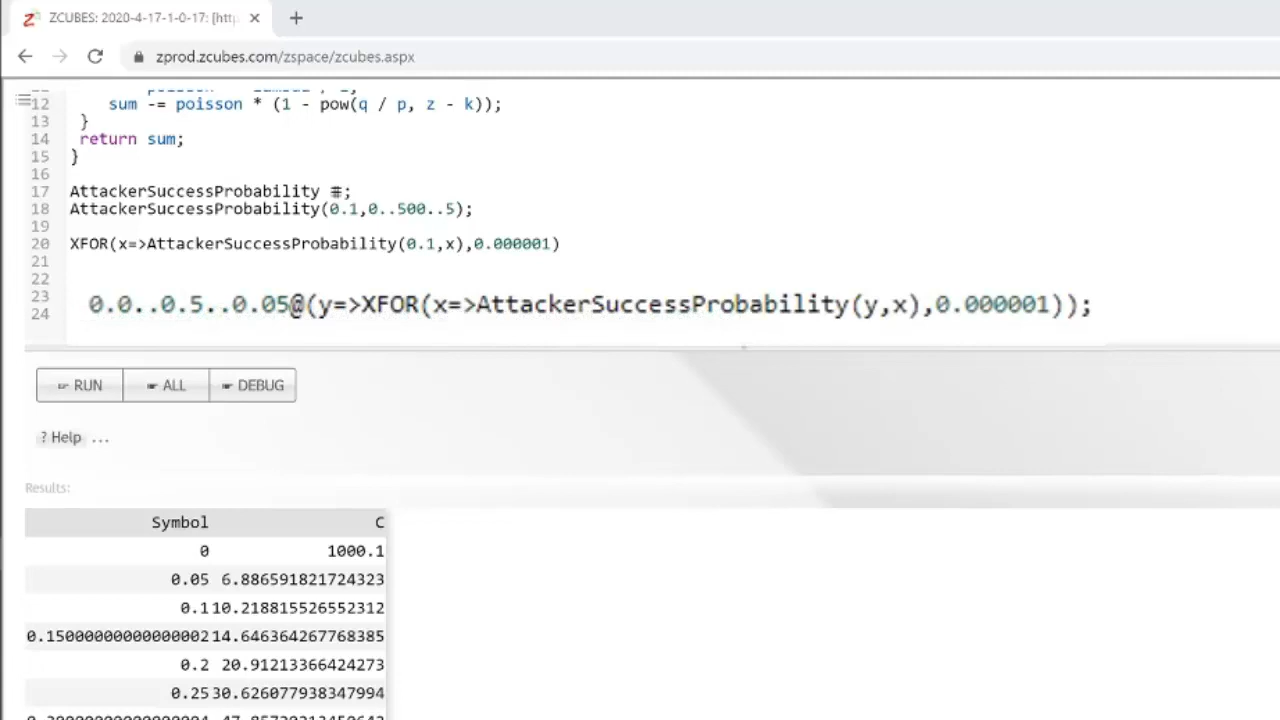 ZCUBES: 2020-4-17-1-0-17: [http:
zprod.zcubes.com/zspace/zcubes.aspx
12 sum -= poisson * (1 - pow(q / p, z - k));
13 }
14 return sum;
15 }
16
17 AttackerSuccessProbability ⌗;
18 AttackerSuccessProbability(0.1,0..500..5);
19
20 XFOR(x=>AttackerSuccessProbability(0.1,x),0.000001)
21
22
23 0.0..0.5..0.05@(y=>XFOR(x=>AttackerSuccessProbability(y,x),0.000001));
24
RUN ALL DEBUG
? Help ...
Results:
Symbol C
0 1000.1
0.05 6.886591821724323
0.1 10.218815526552312
0.15000000000000002 14.646364267768385
0.2 20.91213366424273
0.25 30.626077938347994